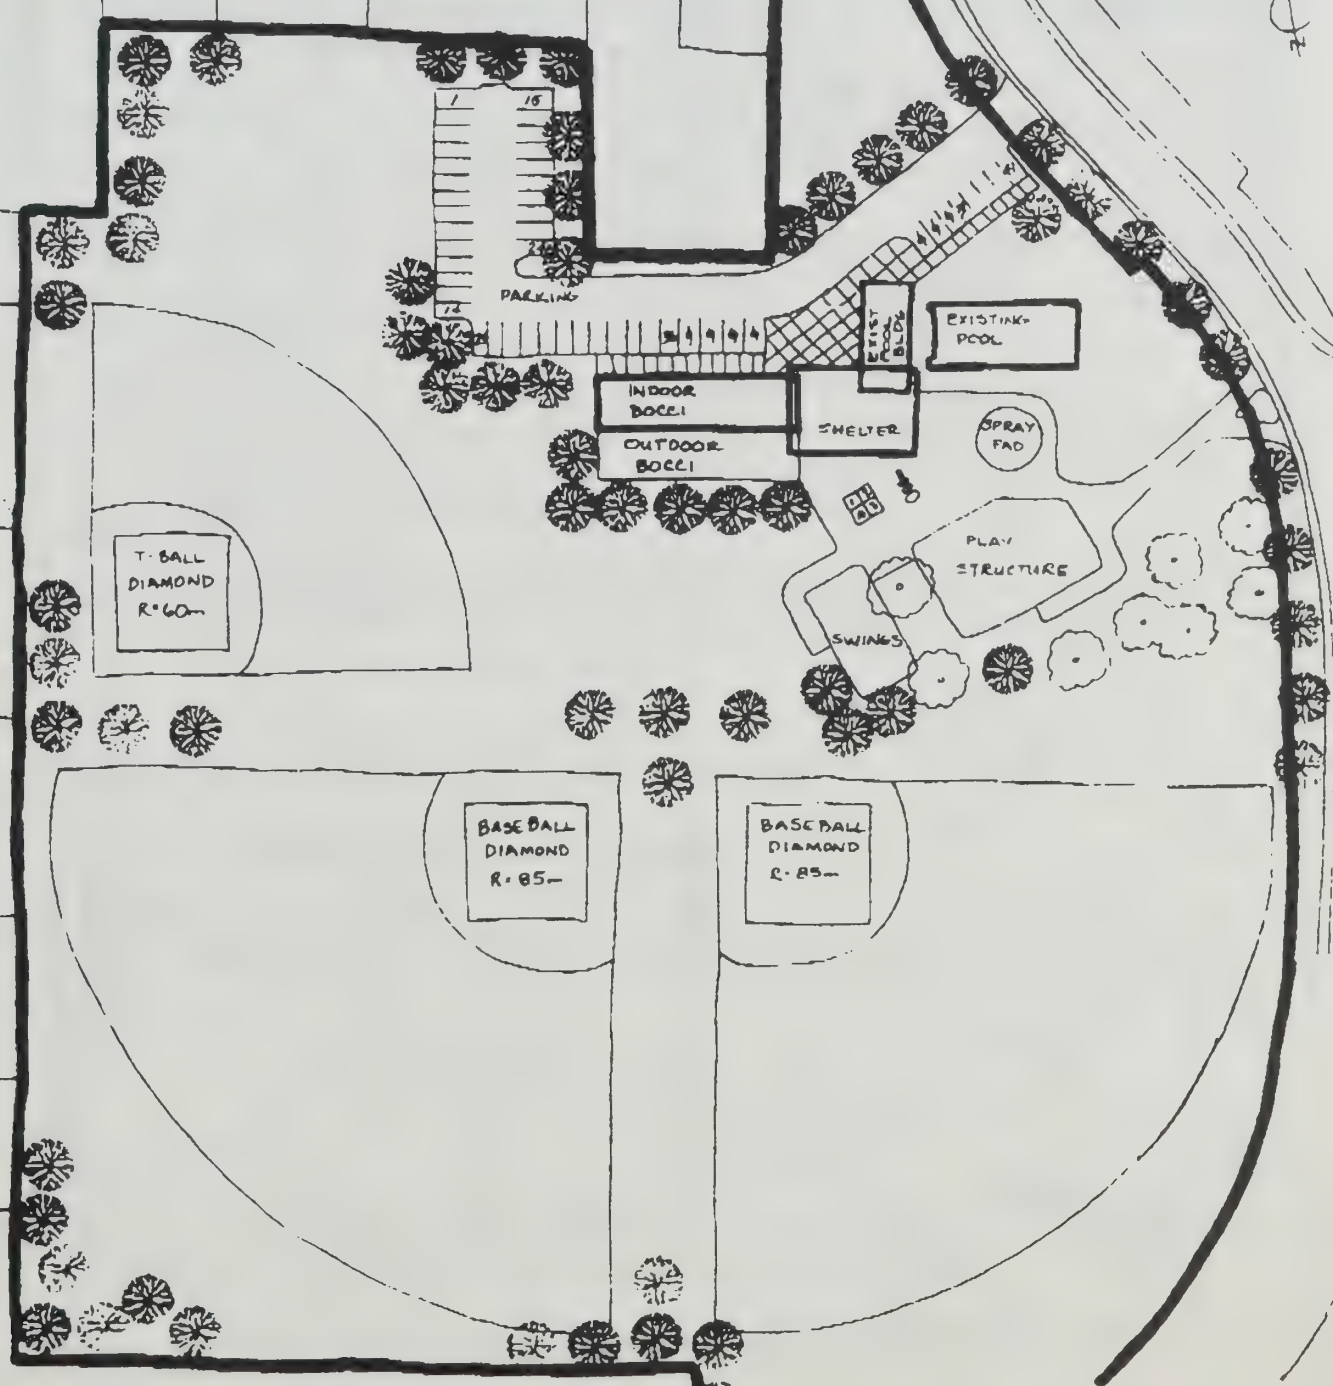 1
15
PARKING
EXIST
POOL
BLDG
EXISTING
POOL
INDOOR
BOCCI
SHELTER
OUTDOOR
BOCCI
SPRAY
PAD
PLAY
STRUCTURE
SWINGS
T-BALL
DIAMOND
R=60m
BASEBALL
DIAMOND
R=85m
BASEBALL
DIAMOND
R=85m